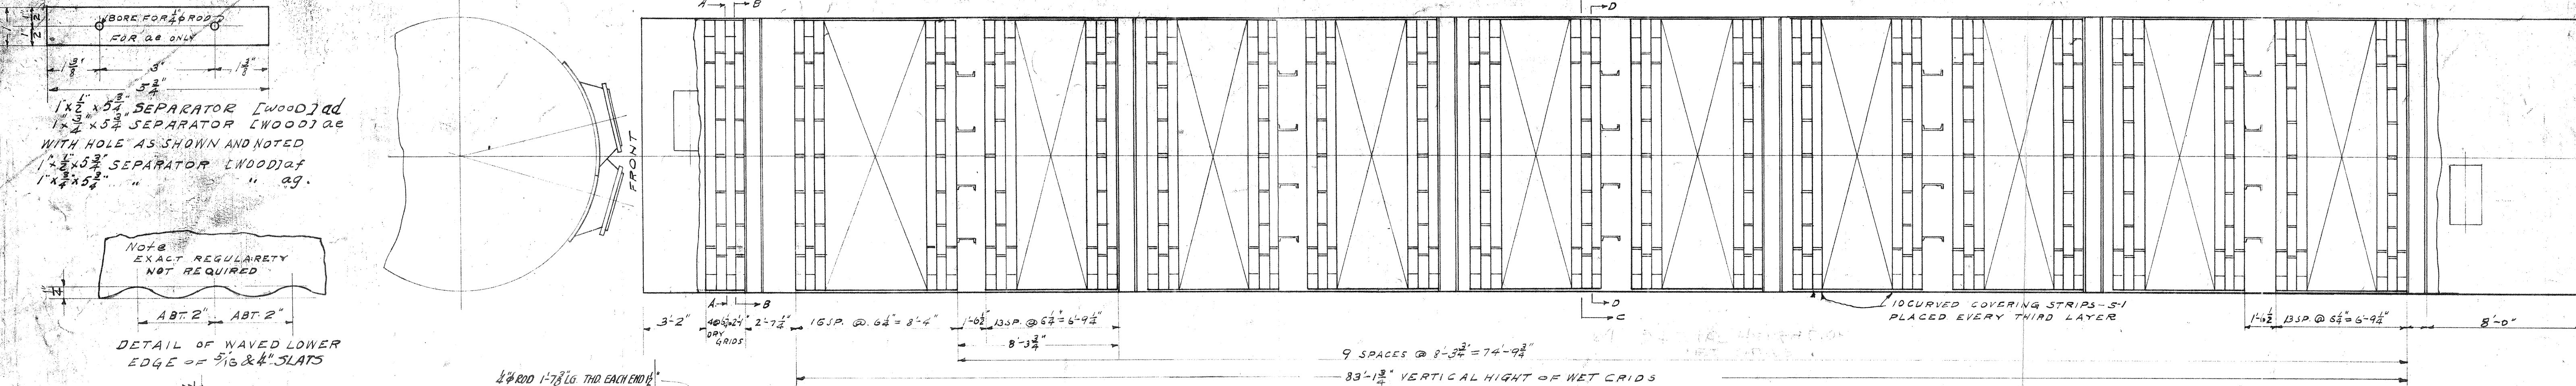 BORE FOR 1/4"⌀ ROD
FOR ae ONLY
1 3/8" 3" 1 3/8"
5 3/4"
1" x 1/2" x 5 3/4" SEPARATOR [WOOD] ad
1" x 3/4" x 5 3/4" SEPARATOR [WOOD] ae
WITH HOLE AS SHOWN AND NOTED
1" x 1/2" x 5 3/4" SEPARATOR [WOOD] af
1" x 3/4" x 5 3/4" " " ag.
Note
EXACT REGULARETY
NOT REQUIRED
ABT. 2" ABT. 2"
DETAIL OF WAVED LOWER
EDGE OF 5/16 & 1/4" SLATS
FRONT
A B
D
A B
D
C
3'-2"
DRY
GRIDS
2'-7 1/4"
16 SP. @ 6 1/4" = 8'-4"
1'-6 1/2"
13 SP. @ 6 1/4" = 6'-9 1/4"
8'-3 3/4"
10 CURVED COVERING STRIPS-S-1
PLACED EVERY THIRD LAYER
1'-6 1/2
13 SP. @ 6 1/4" = 6'-9 1/4"
8'-0"
9 SPACES @ 8'-3 3/4" = 74'-9 3/4"
83'-1 3/4" VERTICAL HIGHT OF WET GRIDS
1/4"⌀ ROD 1'-7 3/8" LG. THD. EACH END 1 1/2"